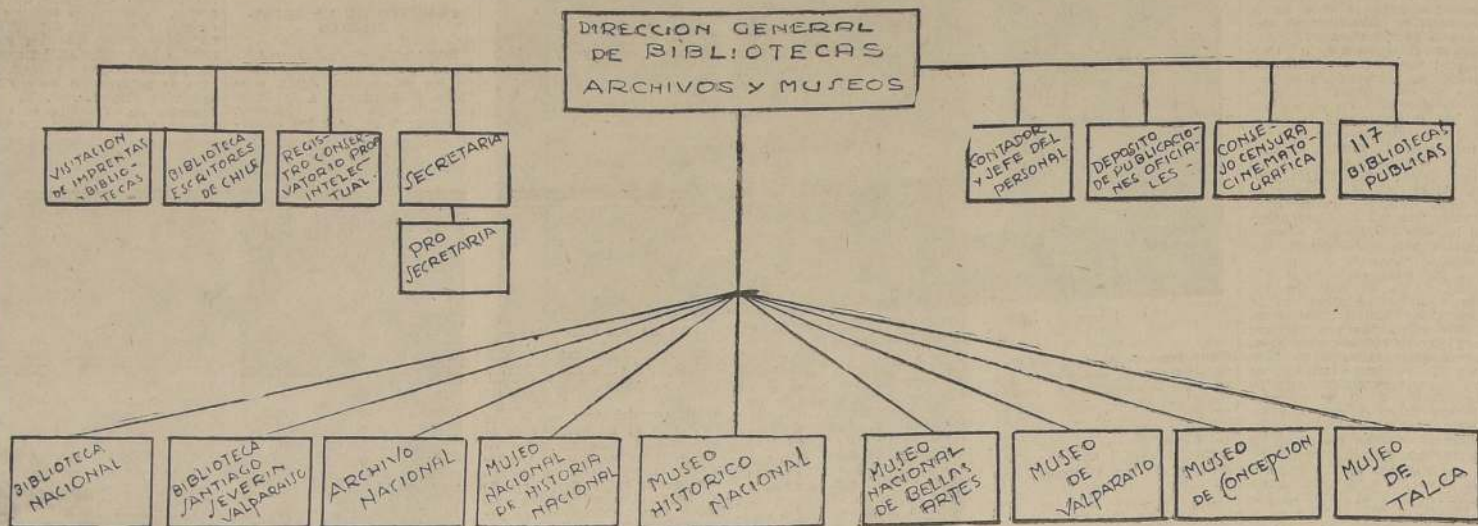 DIRECCION GENERAL
DE BIBLIOTECAS
ARCHIVOS Y MUSEOS
VISITACION
DE IMPRENTAS
Y BIBLIO-
TECAS
BIBLIOTECA
ESCRITORES
DE CHILE
REGIS-
TRO CONSER-
VATORIO PROP
INTELEC
TUAL.
SECRETARIA
PRO
SECRETARIA
CONTADOR
Y JEFE DEL
PERSONAL
DEPOSITO
DE PUBLICACIO-
NES OFICIA-
LES -
CONSE-
JO CENSURA
CINEMATO-
GRAFICA
117
BIBLIOTECAS
PUBLICAS
BIBLIOTECA
NACIONAL
BIBLIOTECA
SANTIAGO
SEVERIN
VALPARAISO
ARCHIVO
NACIONAL
MUSEO
NACIONAL
DE HISTORIA
NACIONAL
MUSEO
HISTORICO
NACIONAL
MUSEO
NACIONAL
DE BELLAS
ARTES
MUSEO
DE
VALPARAISO
MUSEO
DE CONCEPCION
MUSEO
DE
TALCA